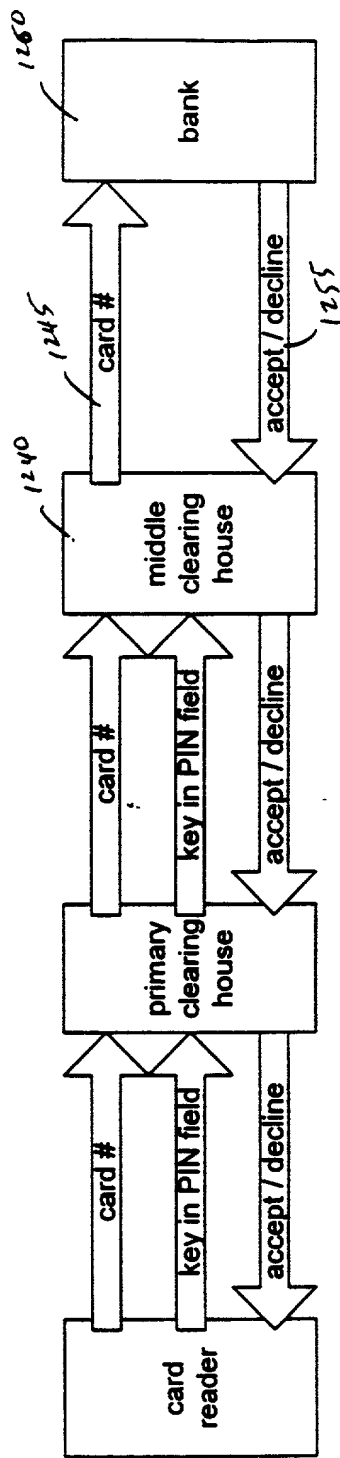 card
reader
card #
key in PIN field
accept / decline
primary
clearing
house
card #
key in PIN field
accept / decline
middle
clearing
house
1240
card #
1245
accept / decline
1255
bank
1260